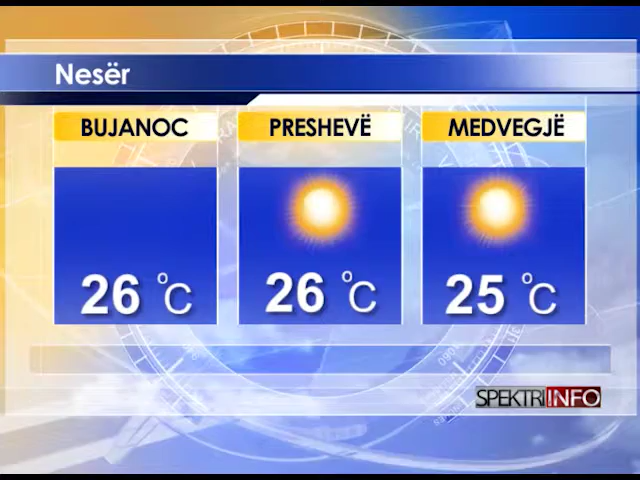 Nesër
BUJANOC PRESHEVË MEDVEGJË
26 °C 26 °C 25 °C
SPEKTRI INFO